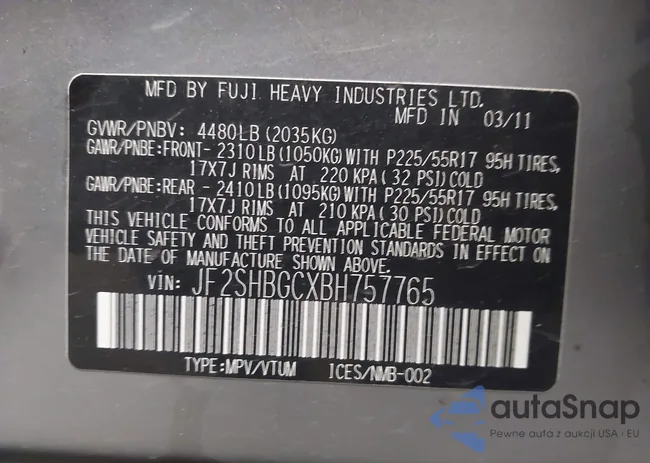 MFD BY FUJI HEAVY INDUSTRIES LTD.
MFD IN 03/11
GVWR/PNBV: 4480LB(2035KG)
GAWR/PNBE:FRONT-2310LB(1050KG)WITH P225/55R17 95H TIRES,
17X7J RIMS AT 220 KPA(32 PSI)COLD
GAWR/PNBE:REAR -2410LB(1095KG)WITH P225/55R17 95H TIRES,
17X7J RIMS AT 210 KPA(30 PSI)COLD
THIS VEHICLE CONFORMS TO ALL APPLICABLE FEDERAL MOTOR
VEHICLE SAFETY AND THEFT PREVENTION STANDARDS IN EFFECT ON
THE DATE OF MANUFACTURE SHOWN ABOVE.
VIN: JF2SHBGCXBH757765
TYPE:MPV/VTUM ICES/NMB-002
autaSnap
Pewne auta z aukcji USA i EU